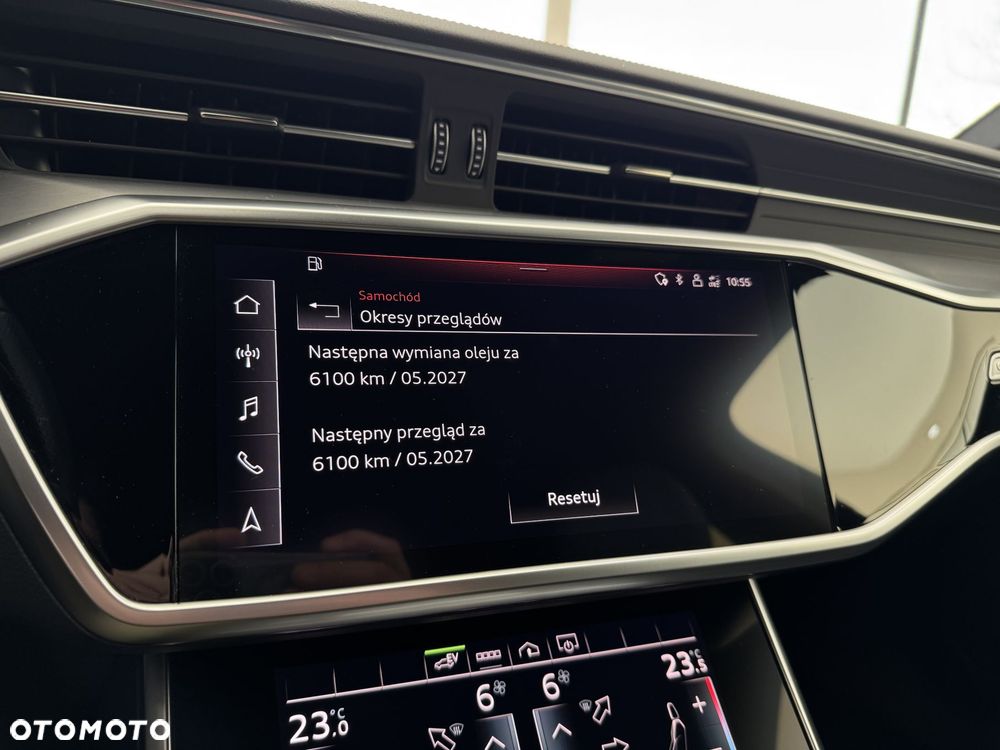 10:55
Samochód
Okresy przeglądów
Następna wymiana oleju za
6100 km / 05.2027
Następny przegląd za
6100 km / 05.2027
Resetuj
EV
23.0 °C
6
6
23.5 °C
OTOMOTO